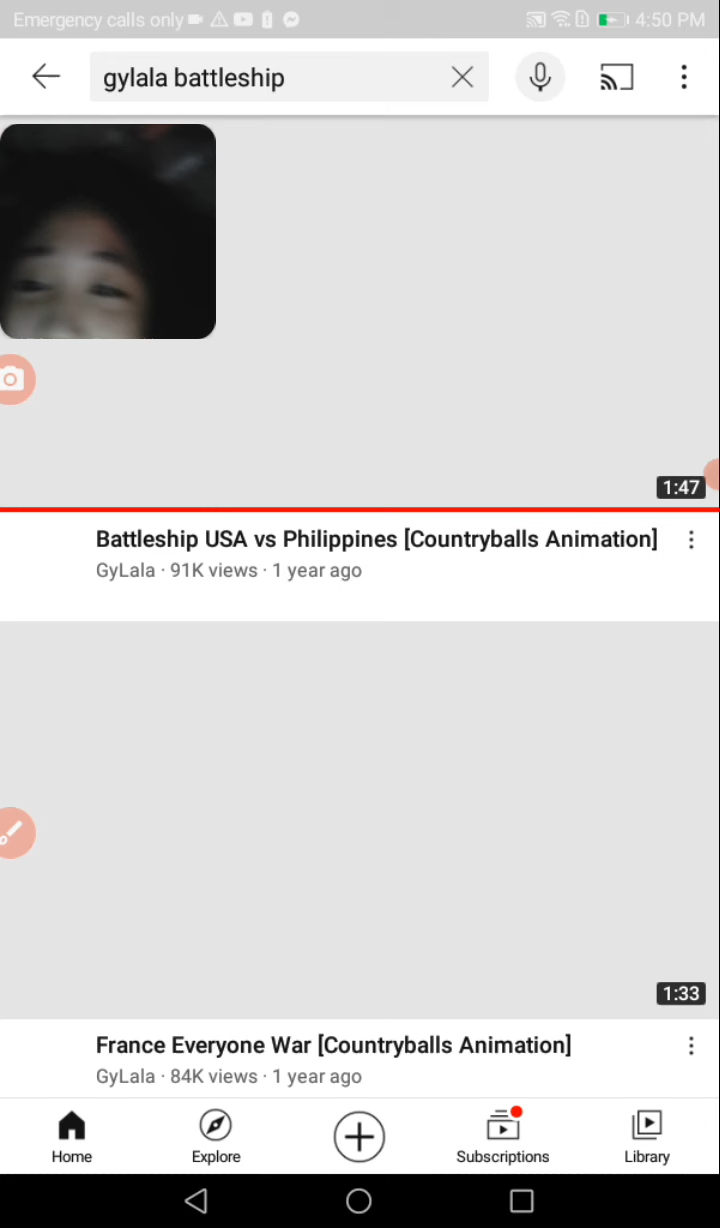 Emergency calls only 4:50 PM
gylala battleship
1:47
Battleship USA vs Philippines [Countryballs Animation]
GyLala · 91K views · 1 year ago
1:33
France Everyone War [Countryballs Animation]
GyLala · 84K views · 1 year ago
Home Explore Subscriptions Library